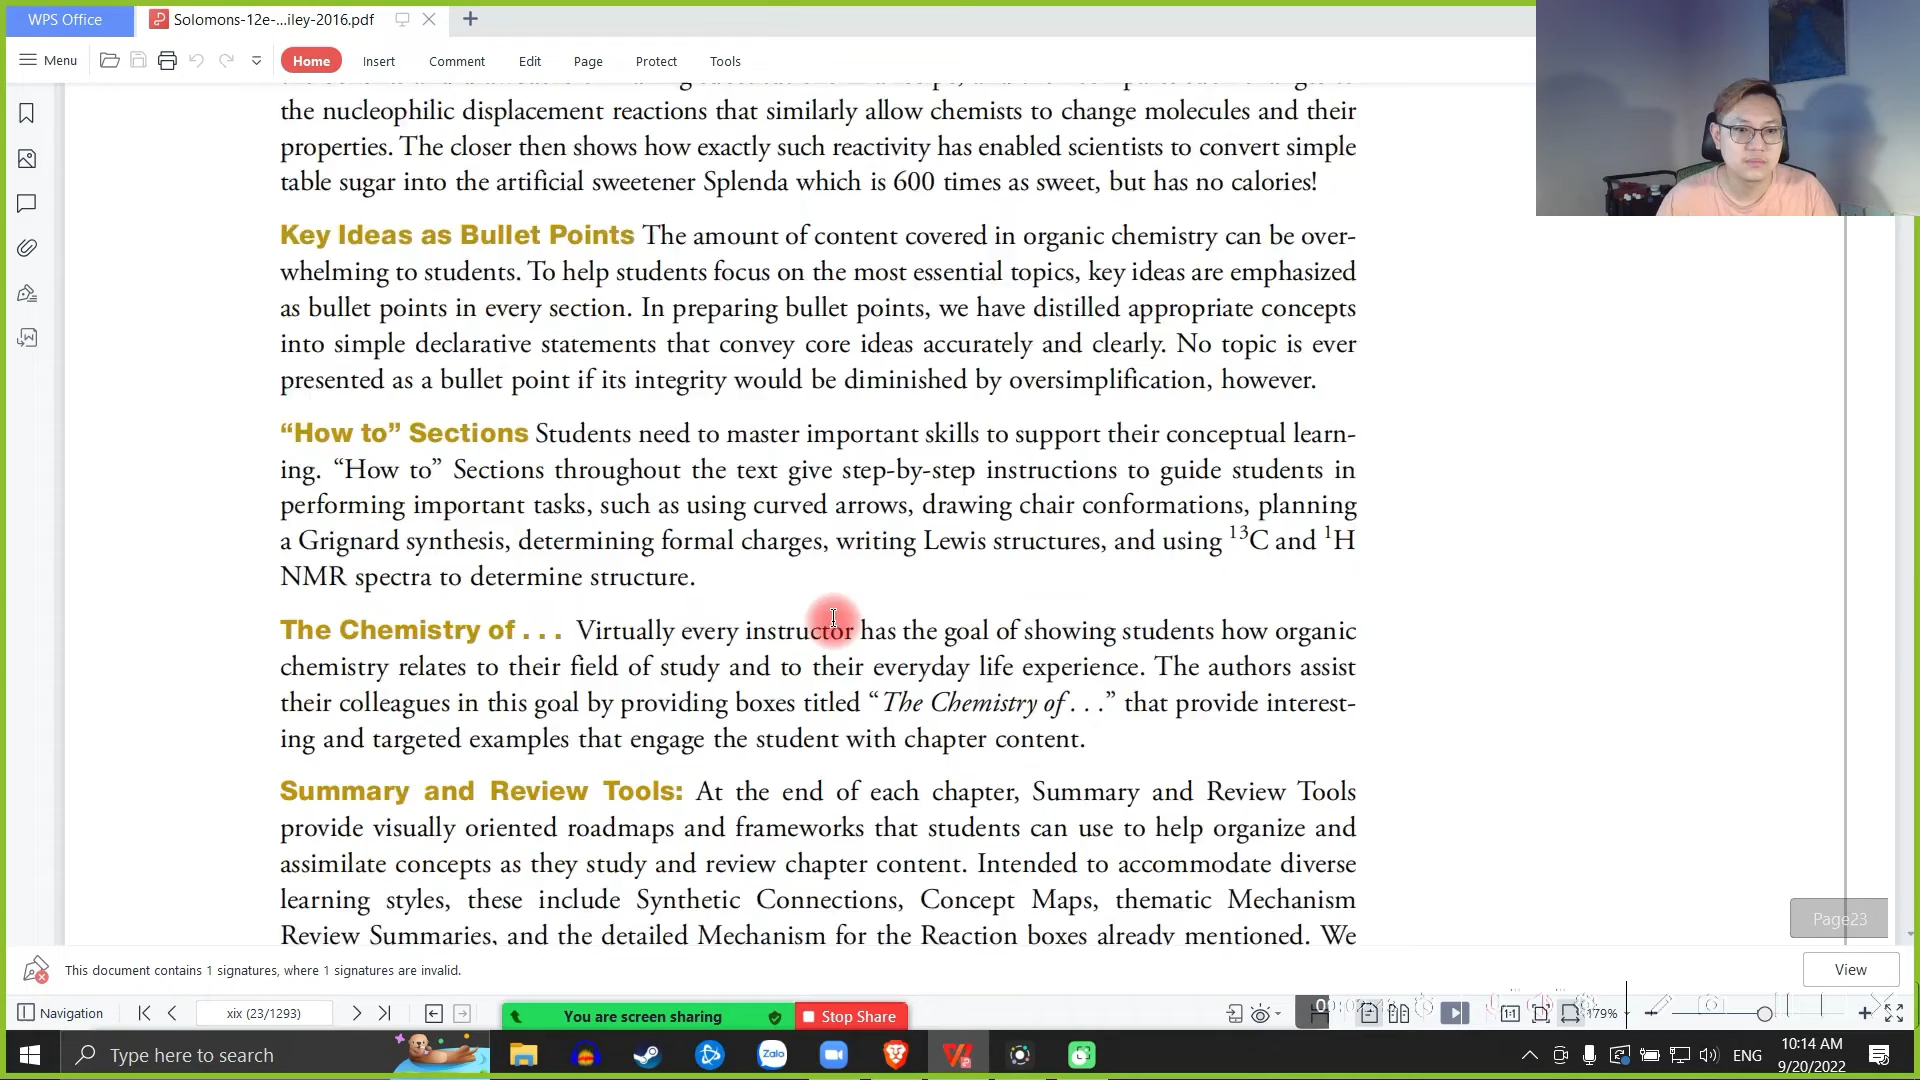 WPS Office
Solomons-12e-...iley-2016.pdf
Menu
Home
Insert
Comment
Edit
Page
Protect
Tools
the nucleophilic displacement reactions that similarly allow chemists to change molecules and their
properties. The closer then shows how exactly such reactivity has enabled scientists to convert simple
table sugar into the artificial sweetener Splenda which is 600 times as sweet, but has no calories!
Key Ideas as Bullet Points The amount of content covered in organic chemistry can be over-
whelming to students. To help students focus on the most essential topics, key ideas are emphasized
as bullet points in every section. In preparing bullet points, we have distilled appropriate concepts
into simple declarative statements that convey core ideas accurately and clearly. No topic is ever
presented as a bullet point if its integrity would be diminished by oversimplification, however.
“How to” Sections Students need to master important skills to support their conceptual learn-
ing. “How to” Sections throughout the text give step-by-step instructions to guide students in
performing important tasks, such as using curved arrows, drawing chair conformations, planning
a Grignard synthesis, determining formal charges, writing Lewis structures, and using ¹³C and ¹H
NMR spectra to determine structure.
The Chemistry of . . . Virtually every instructor has the goal of showing students how organic
chemistry relates to their field of study and to their everyday life experience. The authors assist
their colleagues in this goal by providing boxes titled “The Chemistry of . . .” that provide interest-
ing and targeted examples that engage the student with chapter content.
Summary and Review Tools: At the end of each chapter, Summary and Review Tools
provide visually oriented roadmaps and frameworks that students can use to help organize and
assimilate concepts as they study and review chapter content. Intended to accommodate diverse
learning styles, these include Synthetic Connections, Concept Maps, thematic Mechanism
Review Summaries, and the detailed Mechanism for the Reaction boxes already mentioned. We
Page23
This document contains 1 signatures, where 1 signatures are invalid.
View
Navigation
xix (23/1293)
You are screen sharing
Stop Share
1:1
179%
Type here to search
Zalo
ENG
10:14 AM
9/20/2022